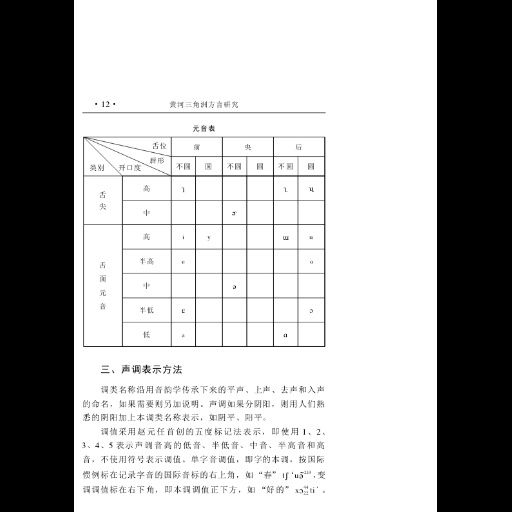 ·12· 黄河三角洲方言研究
元音表
舌位 前 央 后
唇形
类别 开口度 不圆 圆 不圆 圆 不圆 圆
舌尖 高 ɿ ʅ ɥ
中 ɚ
舌面元音 高 i y ɯ u
半高 e o
中 ə
半低 ɛ ɔ
低 a ɑ
三、声调表示方法
调类名称沿用音韵学传承下来的平声、上声、去声和入声
的命名,如果需要则另加说明。声调如果分阴阳,则用人们熟
悉的阴阳加上本调类名称表示,如阴平、阳平。
调值采用赵元任首创的五度标记法表示,即使用 1、2、
3、4、5 表示声调音高的低音、半低音、中音、半高音和高
音,不使用符号表示调值。单字音调值,即字的本调,按国际
惯例标在记录字音的国际音标的右上角,如“春”
变
调调值标在右下角,即本调调值正下方,如“好的”